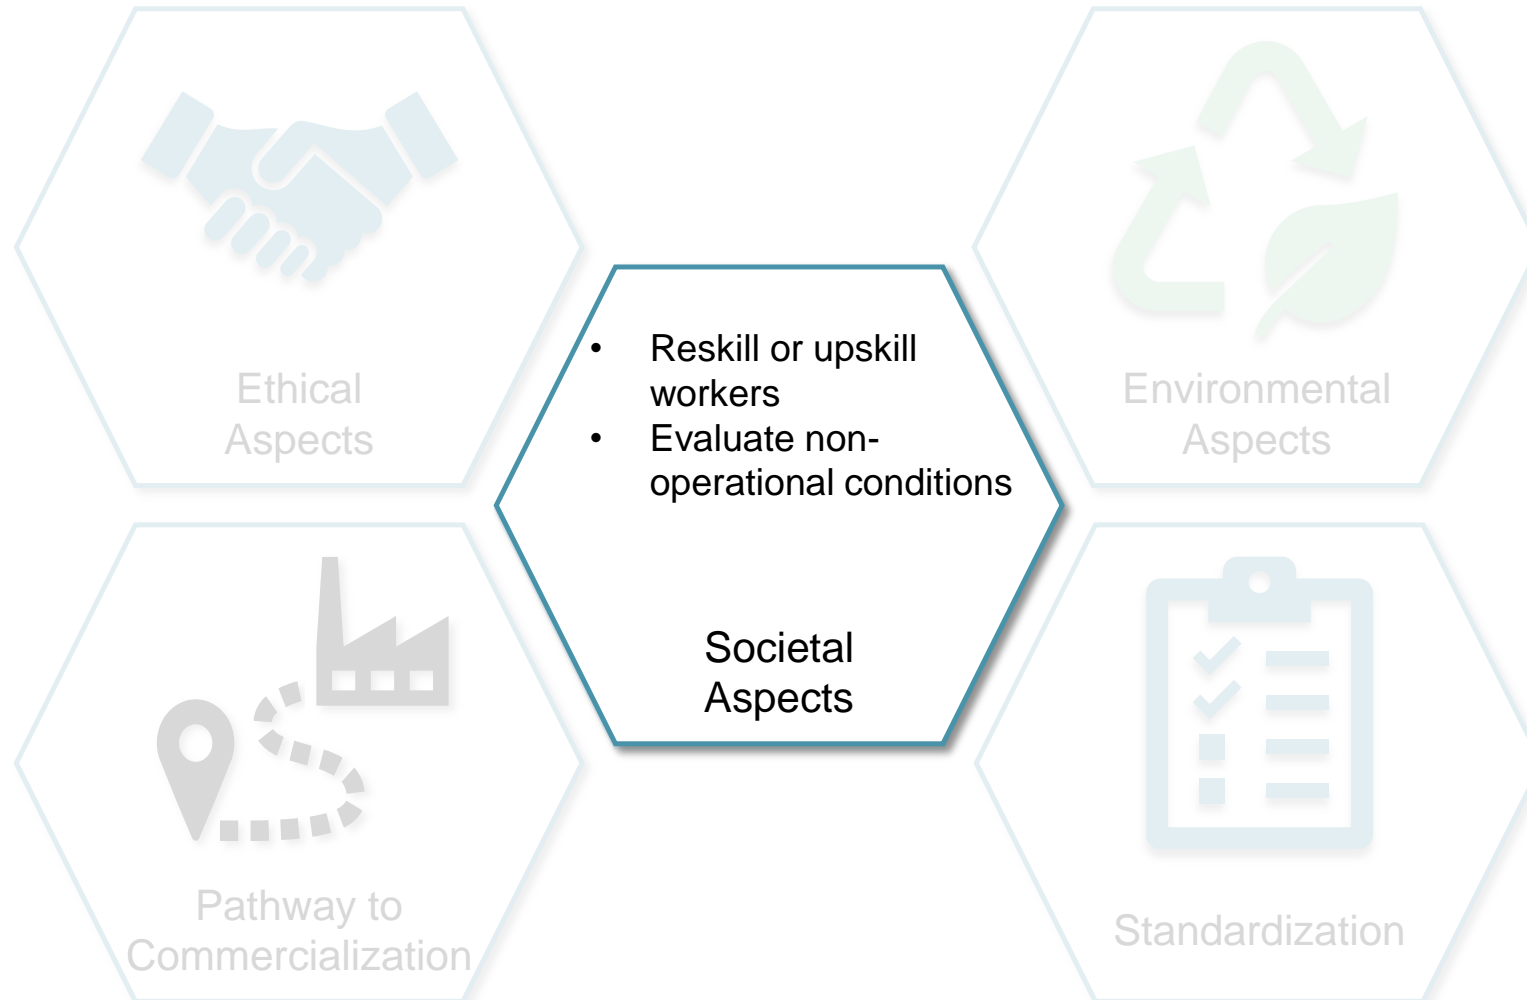 Ethical
Aspects
• Reskill or upskill
workers
• Evaluate non-
operational conditions
Societal
Aspects
Environmental
Aspects
Pathway to
Commercialization
Standardization